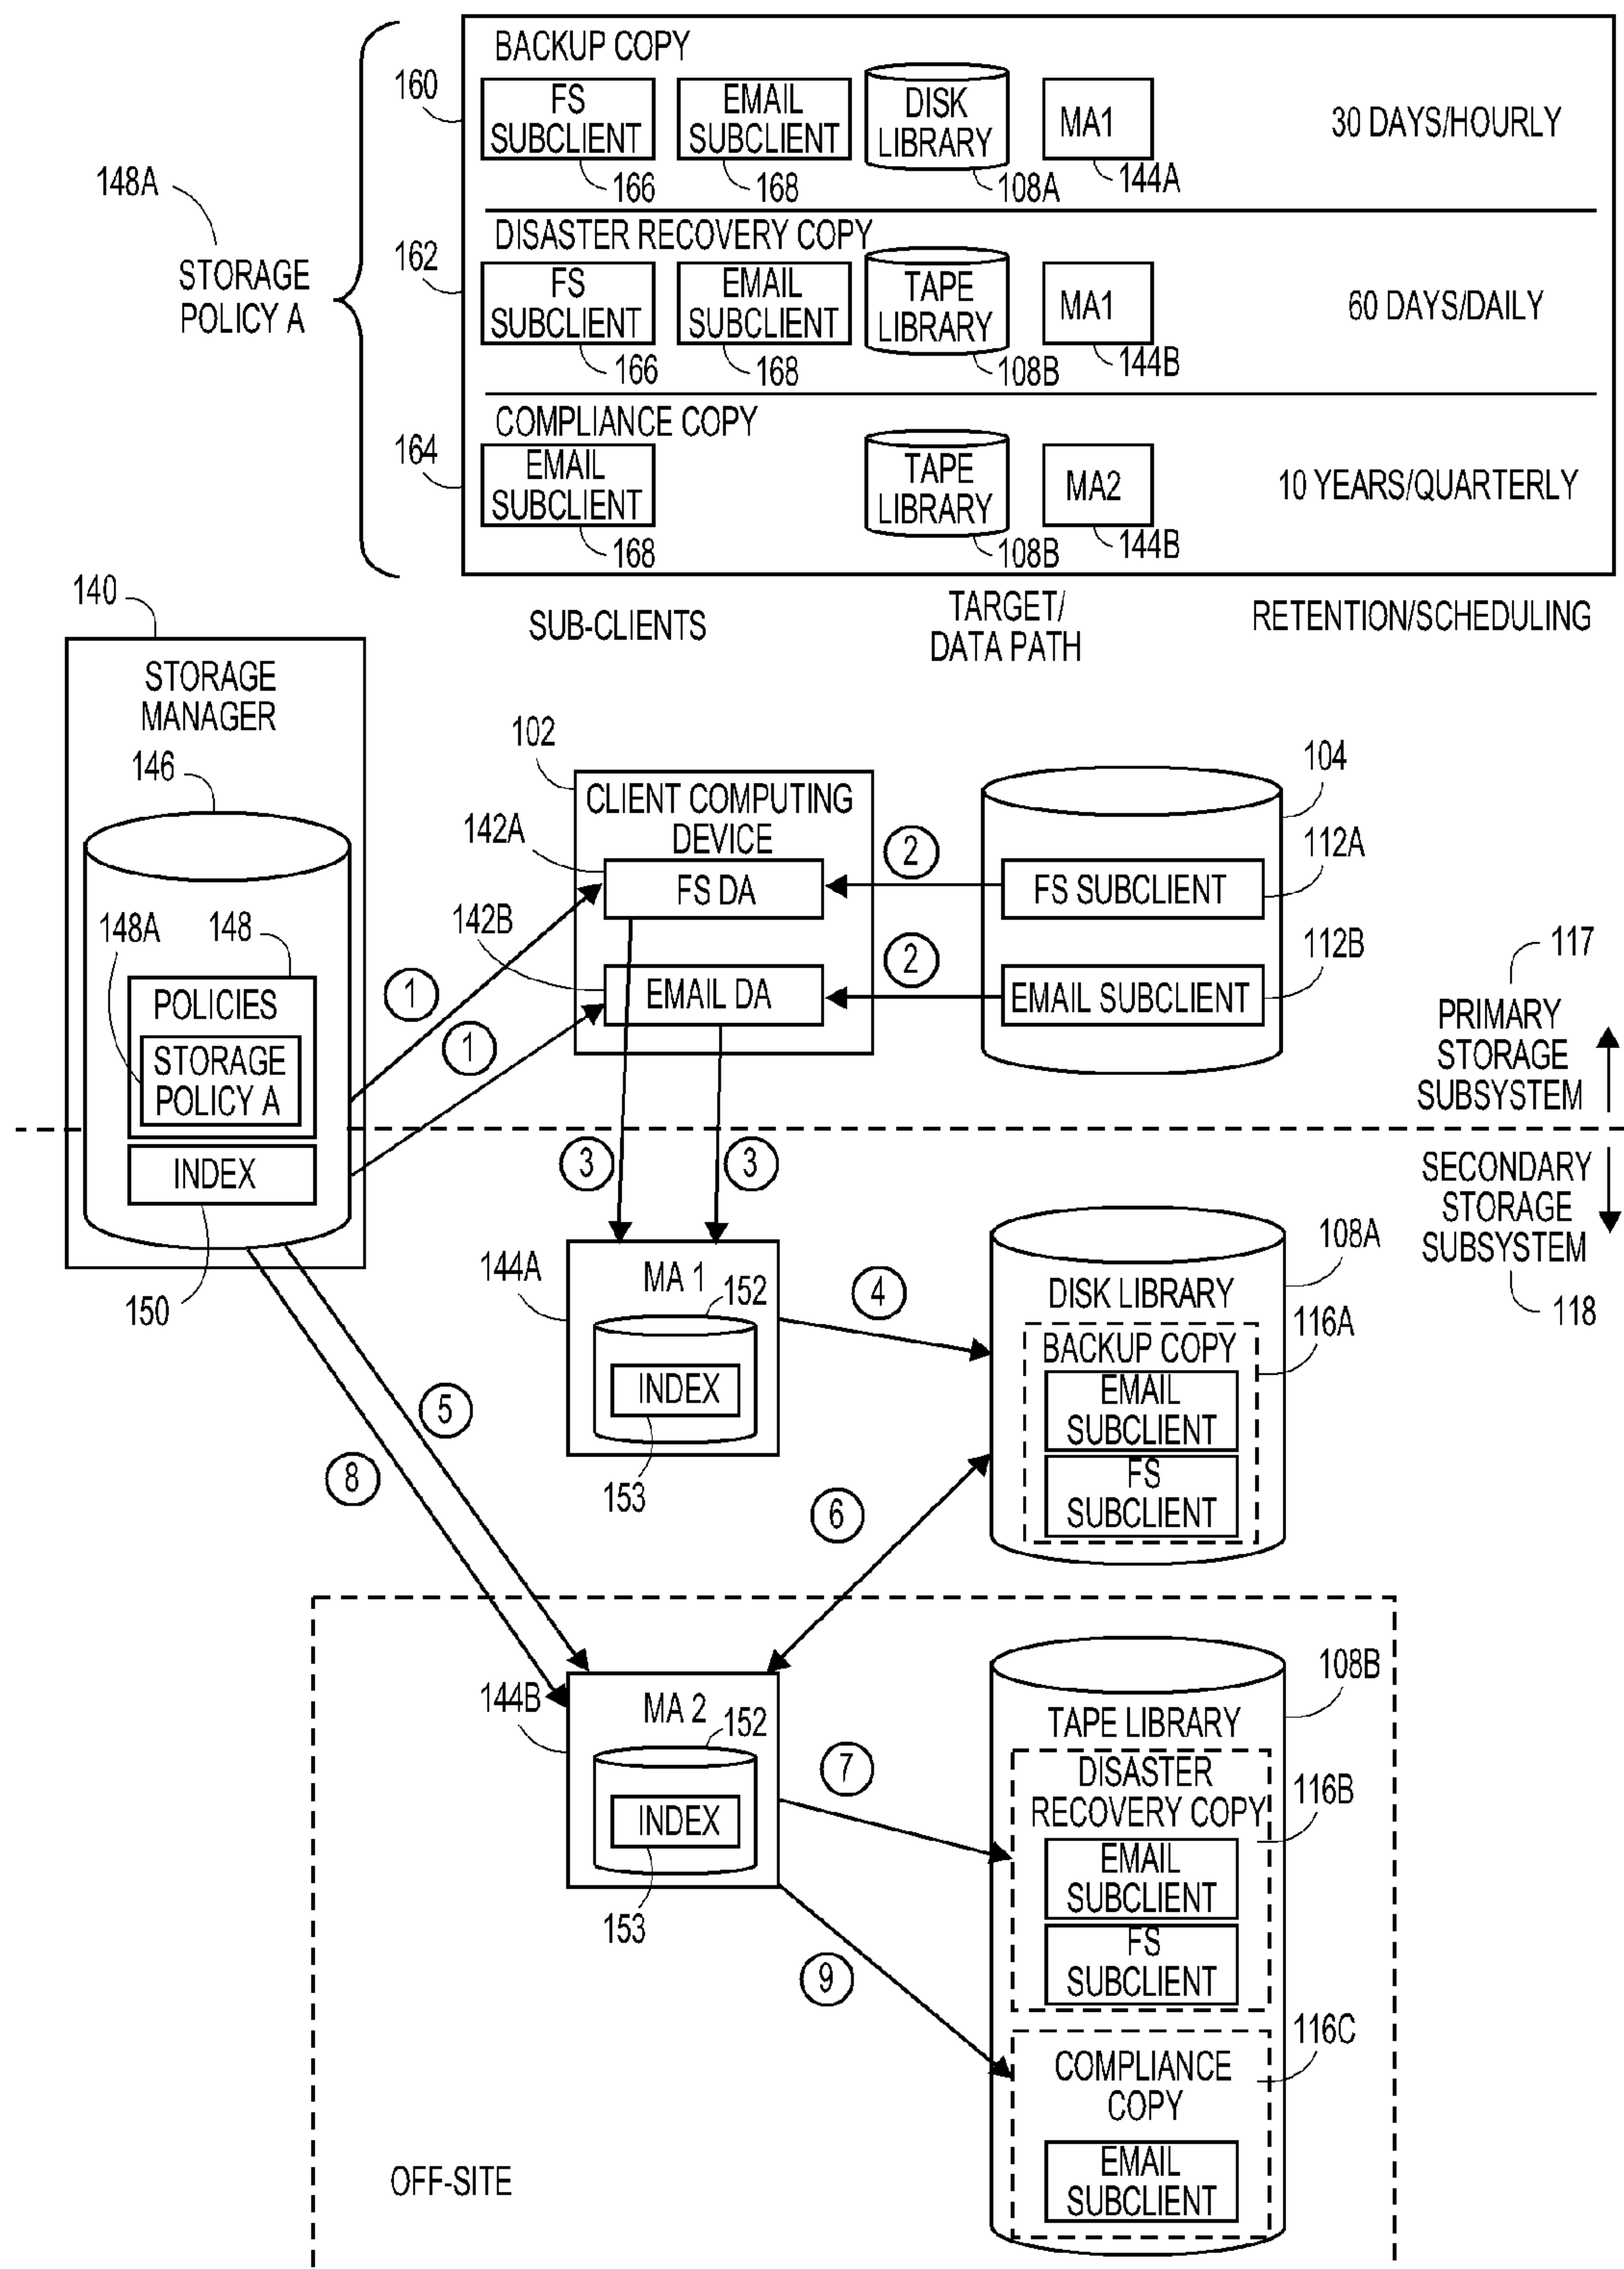 BACKUP COPY
160
FS
SUBCLIENT
166
EMAIL
SUBCLIENT
168
DISK
LIBRARY
108A
MA1
144A
30 DAYS/HOURLY
148A
STORAGE
POLICY A
DISASTER RECOVERY COPY
162
FS
SUBCLIENT
166
EMAIL
SUBCLIENT
168
TAPE
LIBRARY
108B
MA1
144B
60 DAYS/DAILY
COMPLIANCE COPY
164
EMAIL
SUBCLIENT
168
TAPE
LIBRARY
108B
MA2
144B
10 YEARS/QUARTERLY
SUB-CLIENTS
TARGET/
DATA PATH
RETENTION/SCHEDULING
140
STORAGE
MANAGER
146
148A
148
POLICIES
STORAGE
POLICY A
INDEX
150
102
CLIENT COMPUTING
DEVICE
142A
FS DA
142B
EMAIL DA
1
1
2
2
104
FS SUBCLIENT
112A
EMAIL SUBCLIENT
112B
117
PRIMARY
STORAGE
SUBSYSTEM
SECONDARY
STORAGE
SUBSYSTEM
118
3
3
144A
MA 1
152
INDEX
153
4
108A
DISK LIBRARY
116A
BACKUP COPY
EMAIL
SUBCLIENT
FS
SUBCLIENT
5
8
6
144B
MA 2
152
INDEX
153
7
9
108B
TAPE LIBRARY
DISASTER
RECOVERY COPY
116B
EMAIL
SUBCLIENT
FS
SUBCLIENT
116C
COMPLIANCE
COPY
EMAIL
SUBCLIENT
OFF-SITE